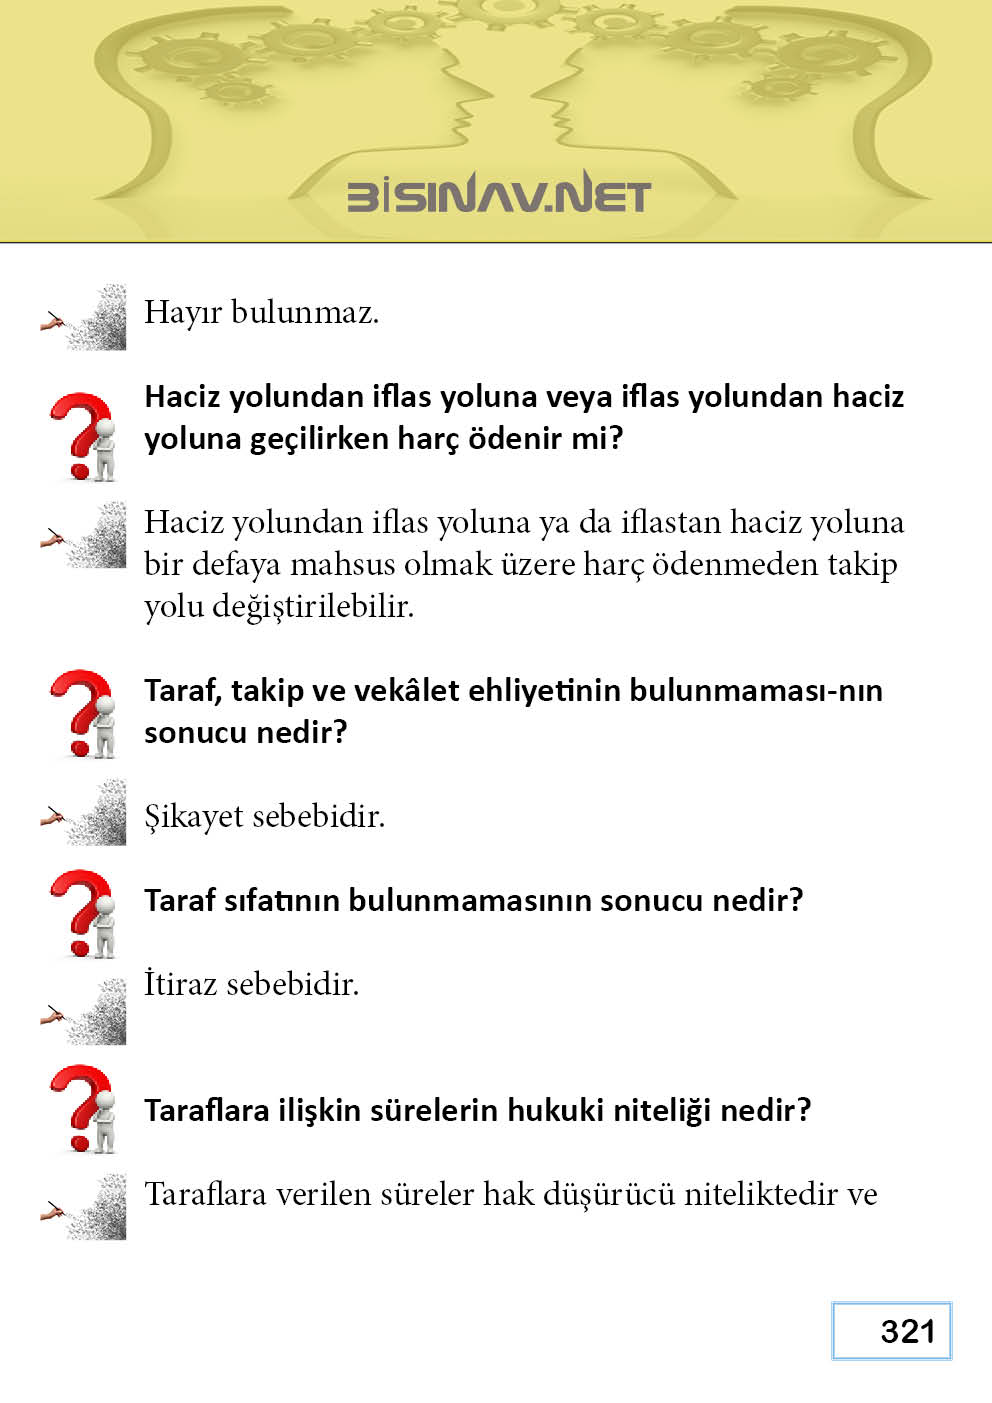 BİSINAV.NET
Hayır bulunmaz.
Haciz yolundan iflas yoluna veya iflas yolundan haciz
yoluna geçilirken harç ödenir mi?
Haciz yolundan iflas yoluna ya da iflastan haciz yoluna
bir defaya mahsus olmak üzere harç ödenmeden takip
yolu değiştirilebilir.
Taraf, takip ve vekâlet ehliyetinin bulunmaması-nın
sonucu nedir?
Şikayet sebebidir.
Taraf sıfatının bulunmamasının sonucu nedir?
İtiraz sebebidir.
Taraflara ilişkin sürelerin hukuki niteliği nedir?
Taraflara verilen süreler hak düşürücü niteliktedir ve
321